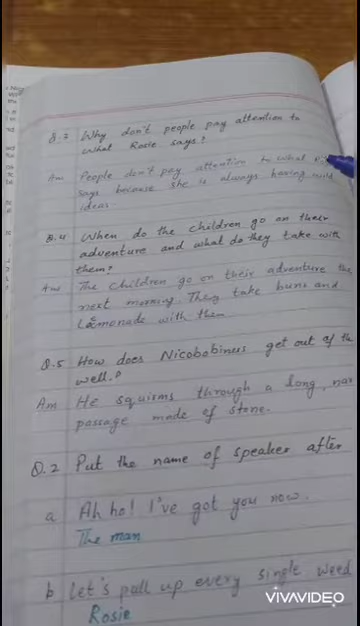 Q.3 Why don't people pay attention to
what Rosie says?
Ans People don't pay attention to what
says because she is always having wild
ideas.
Q.4 When do the children go on their
adventure and what do they take with
them?
Ans The children go on their adventure the
next morning. They take buns and
Lemonade with them
Q.5 How does Nicobobinus get out of the
well?
Ans He squirms through a long, nar
passage made of stone.
Q.2 Put the name of speaker after
a Ah ho! I've got you now.
The man
b Let's pull up every single weed
Rosie
VIVAVIDEO